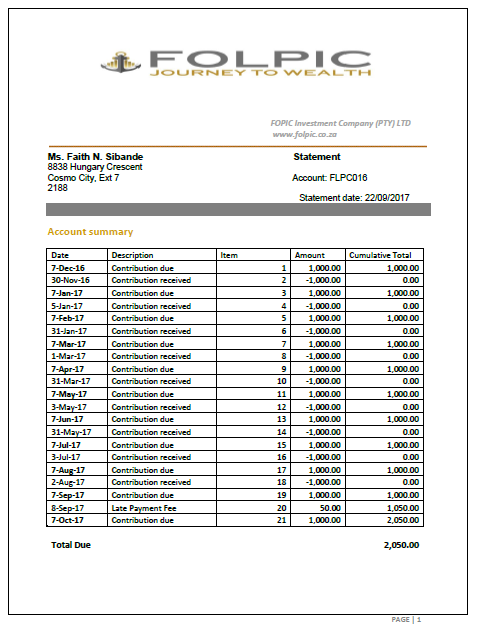 FOLPIC
JOURNEY TO WEALTH
FOPIC Investment Company (PTY) LTD
www.folpic.co.za
Ms. Faith N. Sibande Statement
8838 Hungary Crescent
Cosmo City, Ext 7 Account: FLPC016
2188
Statement date: 22/09/2017
Account summary
Date Description Item Amount Cumulative Total
7-Dec-16 Contribution due 1 1,000.00 1,000.00
30-Nov-16 Contribution received 2 -1,000.00 0.00
7-Jan-17 Contribution due 3 1,000.00 1,000.00
5-Jan-17 Contribution received 4 -1,000.00 0.00
7-Feb-17 Contribution due 5 1,000.00 1,000.00
31-Jan-17 Contribution received 6 -1,000.00 0.00
7-Mar-17 Contribution due 7 1,000.00 1,000.00
1-Mar-17 Contribution received 8 -1,000.00 0.00
7-Apr-17 Contribution due 9 1,000.00 1,000.00
31-Mar-17 Contribution received 10 -1,000.00 0.00
7-May-17 Contribution due 11 1,000.00 1,000.00
3-May-17 Contribution received 12 -1,000.00 0.00
7-Jun-17 Contribution due 13 1,000.00 1,000.00
31-May-17 Contribution received 14 -1,000.00 0.00
7-Jul-17 Contribution due 15 1,000.00 1,000.00
3-Jul-17 Contribution received 16 -1,000.00 0.00
7-Aug-17 Contribution due 17 1,000.00 1,000.00
2-Aug-17 Contribution received 18 -1,000.00 0.00
7-Sep-17 Contribution due 19 1,000.00 1,000.00
8-Sep-17 Late Payment Fee 20 50.00 1,050.00
7-Oct-17 Contribution due 21 1,000.00 2,050.00
Total Due 2,050.00
PAGE | 1